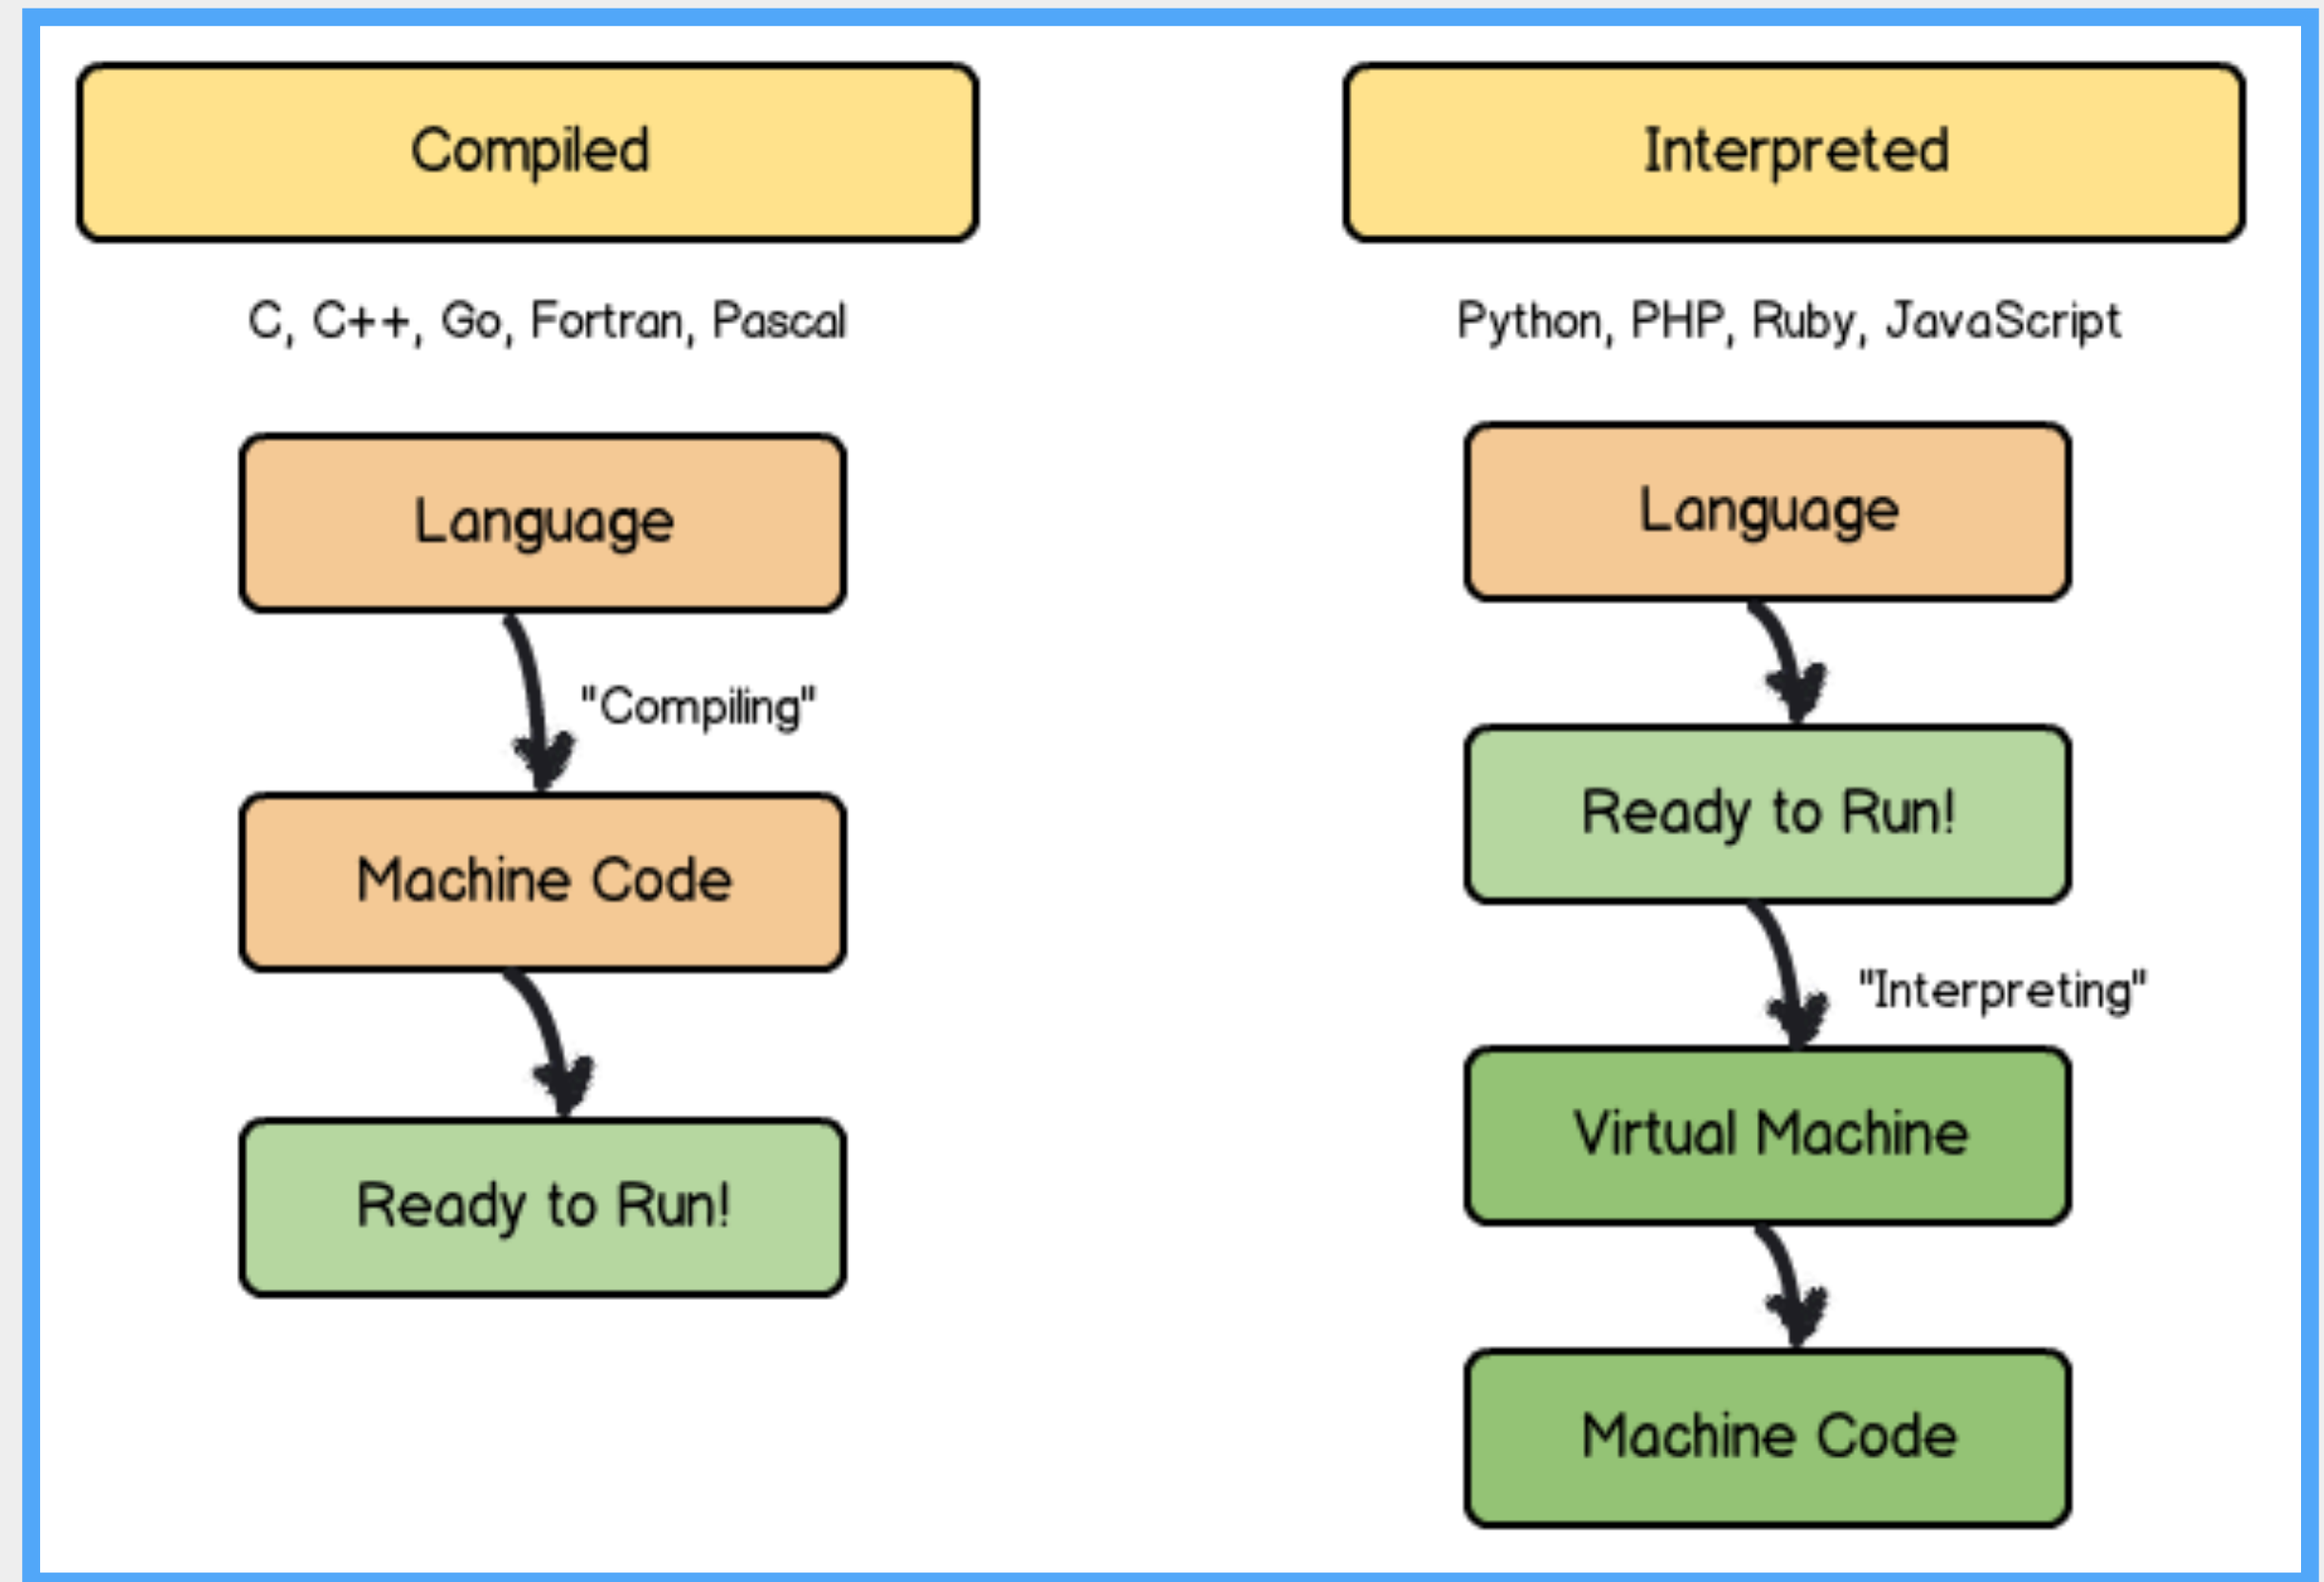 Compiled
C, C++, Go, Fortran, Pascal
Language
"Compiling"
Machine Code
Ready to Run!
Interpreted
Python, PHP, Ruby, JavaScript
Language
Ready to Run!
"Interpreting"
Virtual Machine
Machine Code